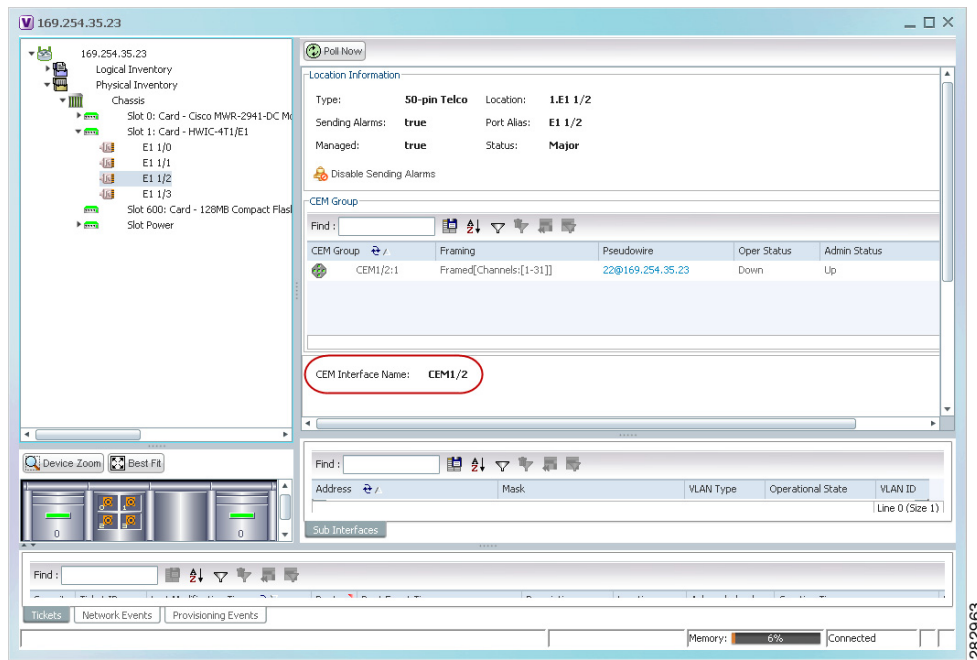 169.254.35.23
169.254.35.23
Logical Inventory
Physical Inventory
Chassis
Slot 0: Card - Cisco MWR-2941-DC Mo
Slot 1: Card - HWIC-4T1/E1
E1 1/0
E1 1/1
E1 1/2
E1 1/3
Slot 600: Card - 128MB Compact Flas
Slot Power
Poll Now
Location Information
Type: 50-pin Telco Location: 1.E1 1/2
Sending Alarms: true Port Alias: E1 1/2
Managed: true Status: Major
Disable Sending Alarms
CEM Group
Find :
CEM Group Framing Pseudowire Oper Status Admin Status
CEM1/2:1 Framed[Channels:[1-31]] 22@169.254.35.23 Down Up
CEM Interface Name: CEM1/2
Device Zoom Best Fit
0 0
Find :
Address Mask VLAN Type Operational State VLAN ID
Line 0 (Size 1)
Sub Interfaces
Find :
Tickets Network Events Provisioning Events
Memory: 6% Connected
282963